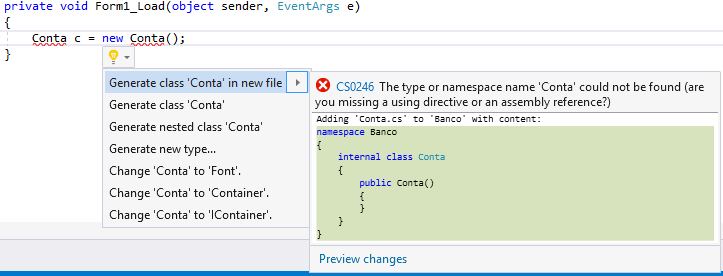 private void Form1_Load(object sender, EventArgs e)
{
Conta c = new Conta();
}
Generate class 'Conta' in new file
Generate class 'Conta'
Generate nested class 'Conta'
Generate new type...
Change 'Conta' to 'Font'.
Change 'Conta' to 'Container'.
Change 'Conta' to 'IContainer'.
CS0246 The type or namespace name 'Conta' could not be found (are
you missing a using directive or an assembly reference?)
Adding 'Conta.cs' to 'Banco' with content:
namespace Banco
{
internal class Conta
{
public Conta()
{
}
}
}
Preview changes